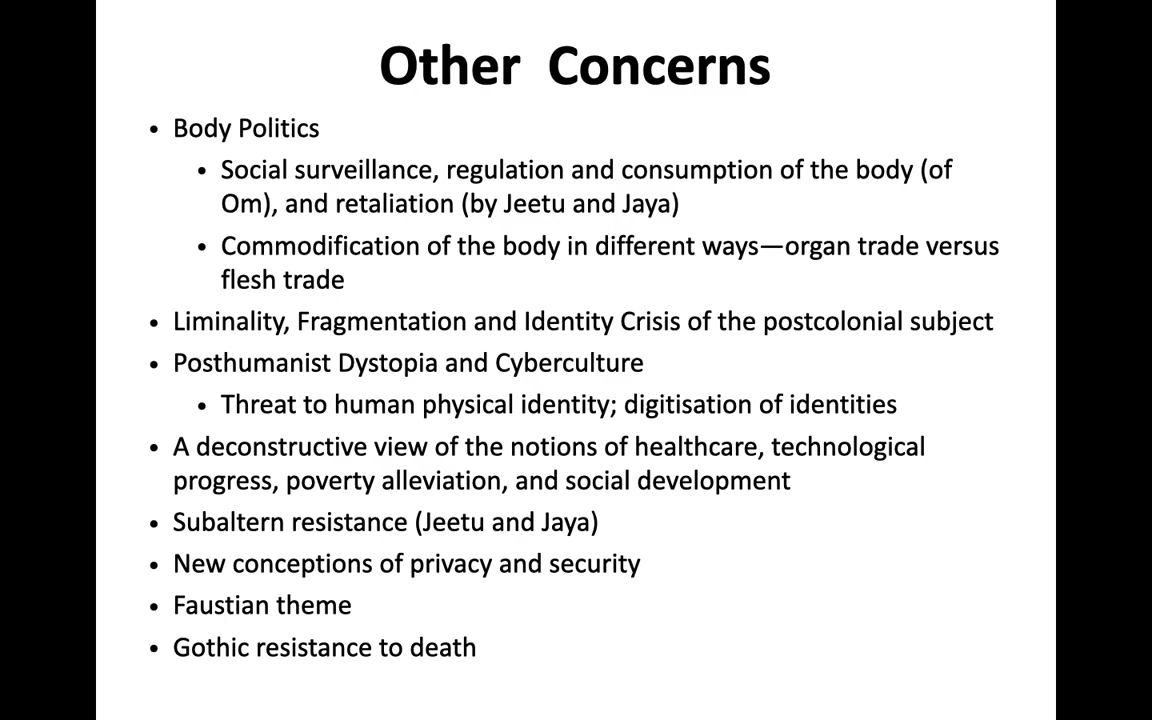 Other Concerns
• Body Politics
• Social surveillance, regulation and consumption of the body (of
Om), and retaliation (by Jeetu and Jaya)
• Commodification of the body in different ways—organ trade versus
flesh trade
• Liminality, Fragmentation and Identity Crisis of the postcolonial subject
• Posthumanist Dystopia and Cyberculture
• Threat to human physical identity; digitisation of identities
• A deconstructive view of the notions of healthcare, technological
progress, poverty alleviation, and social development
• Subaltern resistance (Jeetu and Jaya)
• New conceptions of privacy and security
• Faustian theme
• Gothic resistance to death